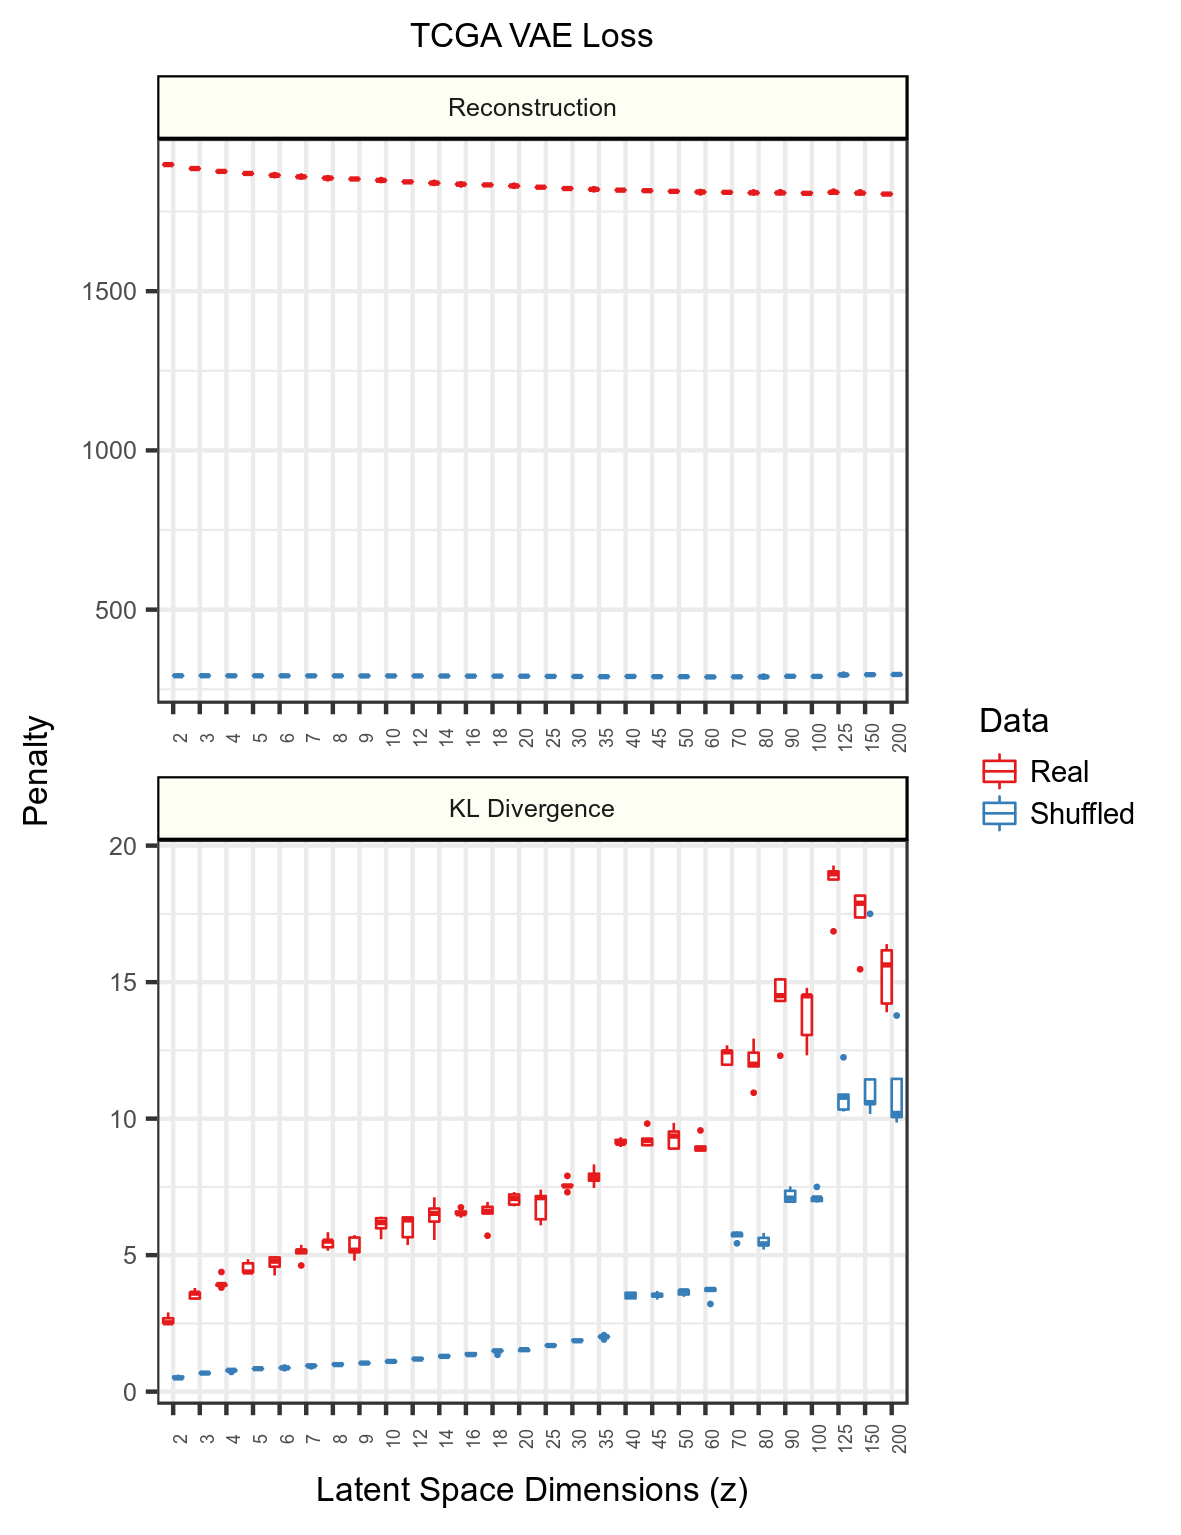 TCGA VAE Loss
Reconstruction
1500
1000
500
2 3 4 5 6 7 8 9 10 12 14 16 18 20 25 30 35 40 45 50 60 70 80 90 100 125 150 200
Penalty
KL Divergence
20
15
10
5
0
2 3 4 5 6 7 8 9 10 12 14 16 18 20 25 30 35 40 45 50 60 70 80 90 100 125 150 200
Latent Space Dimensions (z)
Data
Real
Shuffled